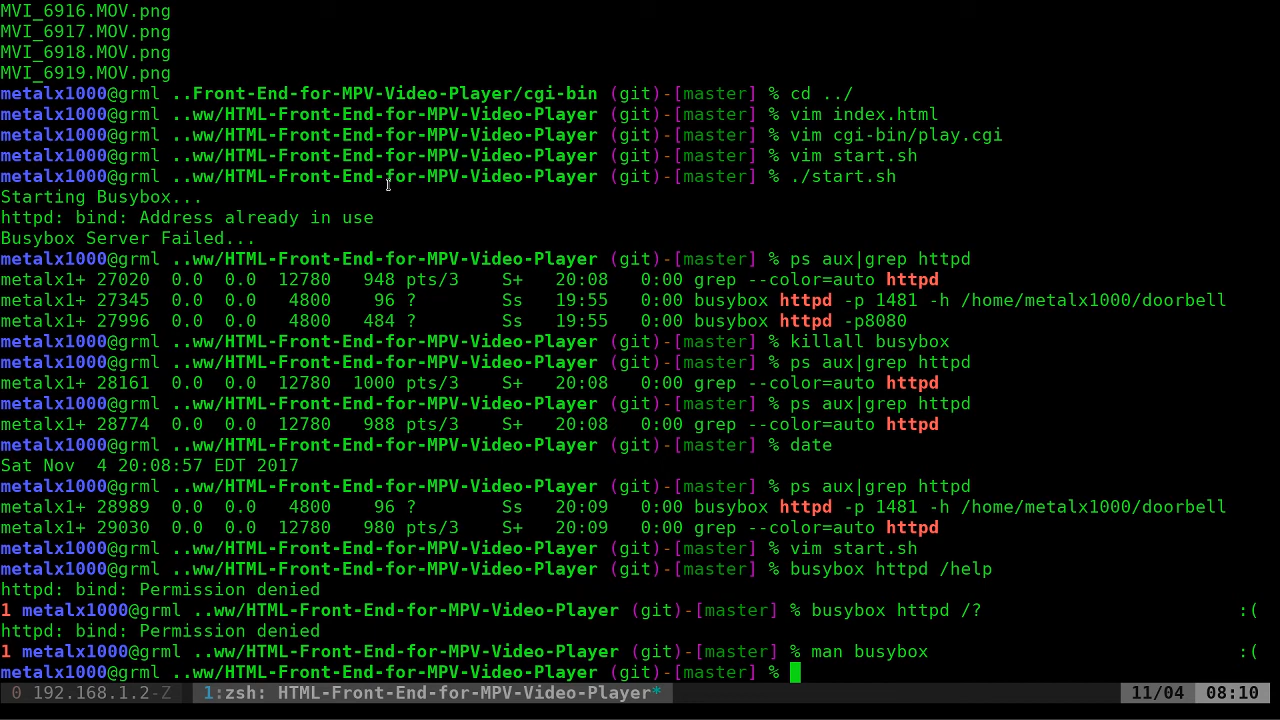 MVI_6916.MOV.png
MVI_6917.MOV.png
MVI_6918.MOV.png
MVI_6919.MOV.png
metalx1000@grml ..Front-End-for-MPV-Video-Player/cgi-bin (git)-[master] % cd ../
metalx1000@grml ..ww/HTML-Front-End-for-MPV-Video-Player (git)-[master] % vim index.html
metalx1000@grml ..ww/HTML-Front-End-for-MPV-Video-Player (git)-[master] % vim cgi-bin/play.cgi
metalx1000@grml ..ww/HTML-Front-End-for-MPV-Video-Player (git)-[master] % vim start.sh
metalx1000@grml ..ww/HTML-Front-End-for-MPV-Video-Player (git)-[master] % ./start.sh
Starting Busybox...
httpd: bind: Address already in use
Busybox Server Failed...
metalx1000@grml ..ww/HTML-Front-End-for-MPV-Video-Player (git)-[master] % ps aux|grep httpd
metalx1+ 27020  0.0  0.0  12780   948 pts/3    S+   20:08   0:00 grep --color=auto httpd
metalx1+ 27345  0.0  0.0   4800    96 ?        Ss   19:55   0:00 busybox httpd -p 1481 -h /home/metalx1000/doorbell
metalx1+ 27996  0.0  0.0   4800   484 ?        Ss   19:55   0:00 busybox httpd -p8080
metalx1000@grml ..ww/HTML-Front-End-for-MPV-Video-Player (git)-[master] % killall busybox
metalx1000@grml ..ww/HTML-Front-End-for-MPV-Video-Player (git)-[master] % ps aux|grep httpd
metalx1+ 28161  0.0  0.0  12780  1000 pts/3    S+   20:08   0:00 grep --color=auto httpd
metalx1000@grml ..ww/HTML-Front-End-for-MPV-Video-Player (git)-[master] % ps aux|grep httpd
metalx1+ 28774  0.0  0.0  12780   988 pts/3    S+   20:08   0:00 grep --color=auto httpd
metalx1000@grml ..ww/HTML-Front-End-for-MPV-Video-Player (git)-[master] % date
Sat Nov  4 20:08:57 EDT 2017
metalx1000@grml ..ww/HTML-Front-End-for-MPV-Video-Player (git)-[master] % ps aux|grep httpd
metalx1+ 28989  0.0  0.0   4800    96 ?        Ss   20:09   0:00 busybox httpd -p 1481 -h /home/metalx1000/doorbell
metalx1+ 29030  0.0  0.0  12780   980 pts/3    S+   20:09   0:00 grep --color=auto httpd
metalx1000@grml ..ww/HTML-Front-End-for-MPV-Video-Player (git)-[master] % vim start.sh
metalx1000@grml ..ww/HTML-Front-End-for-MPV-Video-Player (git)-[master] % busybox httpd /help
httpd: bind: Permission denied
1 metalx1000@grml ..ww/HTML-Front-End-for-MPV-Video-Player (git)-[master] % busybox httpd /? :(
httpd: bind: Permission denied
1 metalx1000@grml ..ww/HTML-Front-End-for-MPV-Video-Player (git)-[master] % man busybox :(
metalx1000@grml ..ww/HTML-Front-End-for-MPV-Video-Player (git)-[master] %
0 192.168.1.2-Z 1:zsh: HTML-Front-End-for-MPV-Video-Player* 11/04 08:10